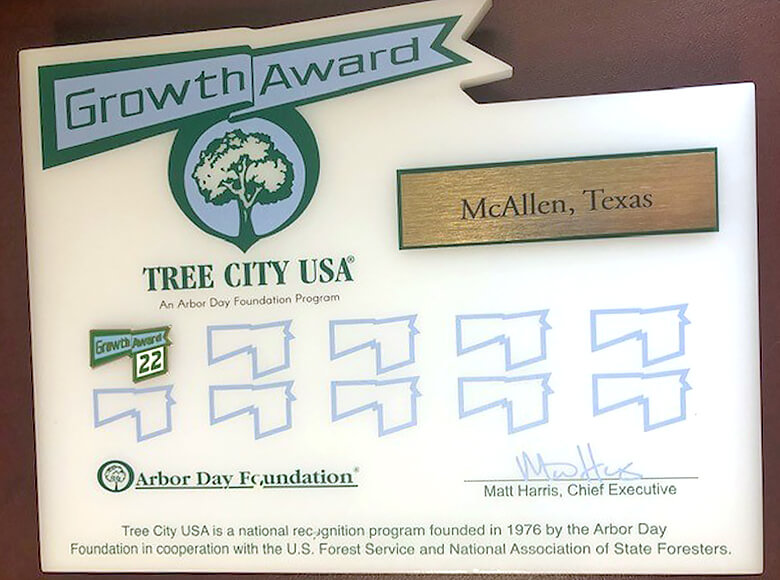 Growth Award
McAllen, Texas
TREE CITY USA®
An Arbor Day Foundation Program
Growth Award
22
Arbor Day Foundation®
Matt Harris, Chief Executive
Tree City USA is a national recognition program founded in 1976 by the Arbor Day
Foundation in cooperation with the U.S. Forest Service and National Association of State Foresters.